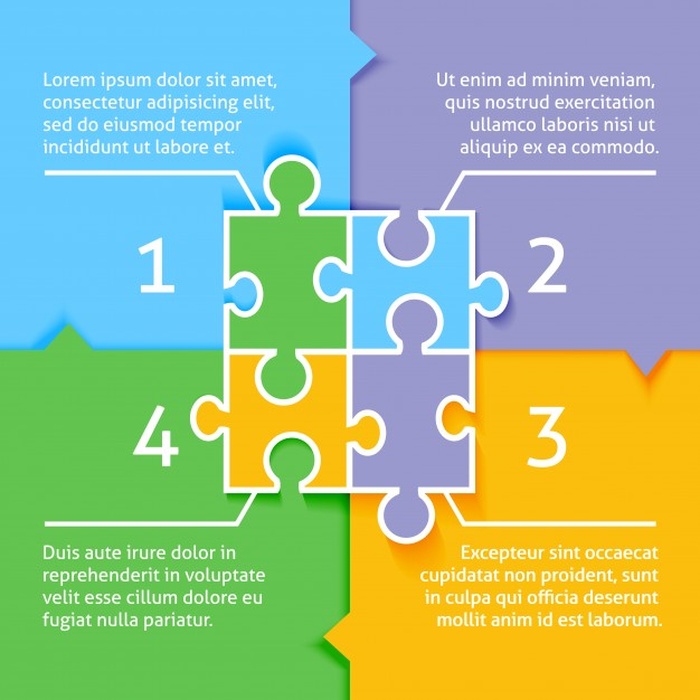 Lorem ipsum dolor sit amet,
consectetur adipisicing elit,
sed do eiusmod tempor
incididunt ut labore et.
1
Ut enim ad minim veniam,
quis nostrud exercitation
ullamco laboris nisi ut
aliquip ex ea commodo.
2
4
Duis aute irure dolor in
reprehenderit in voluptate
velit esse cillum dolore eu
fugiat nulla pariatur.
3
Excepteur sint occaecat
cupidatat non proident, sunt
in culpa qui officia deserunt
mollit anim id est laborum.